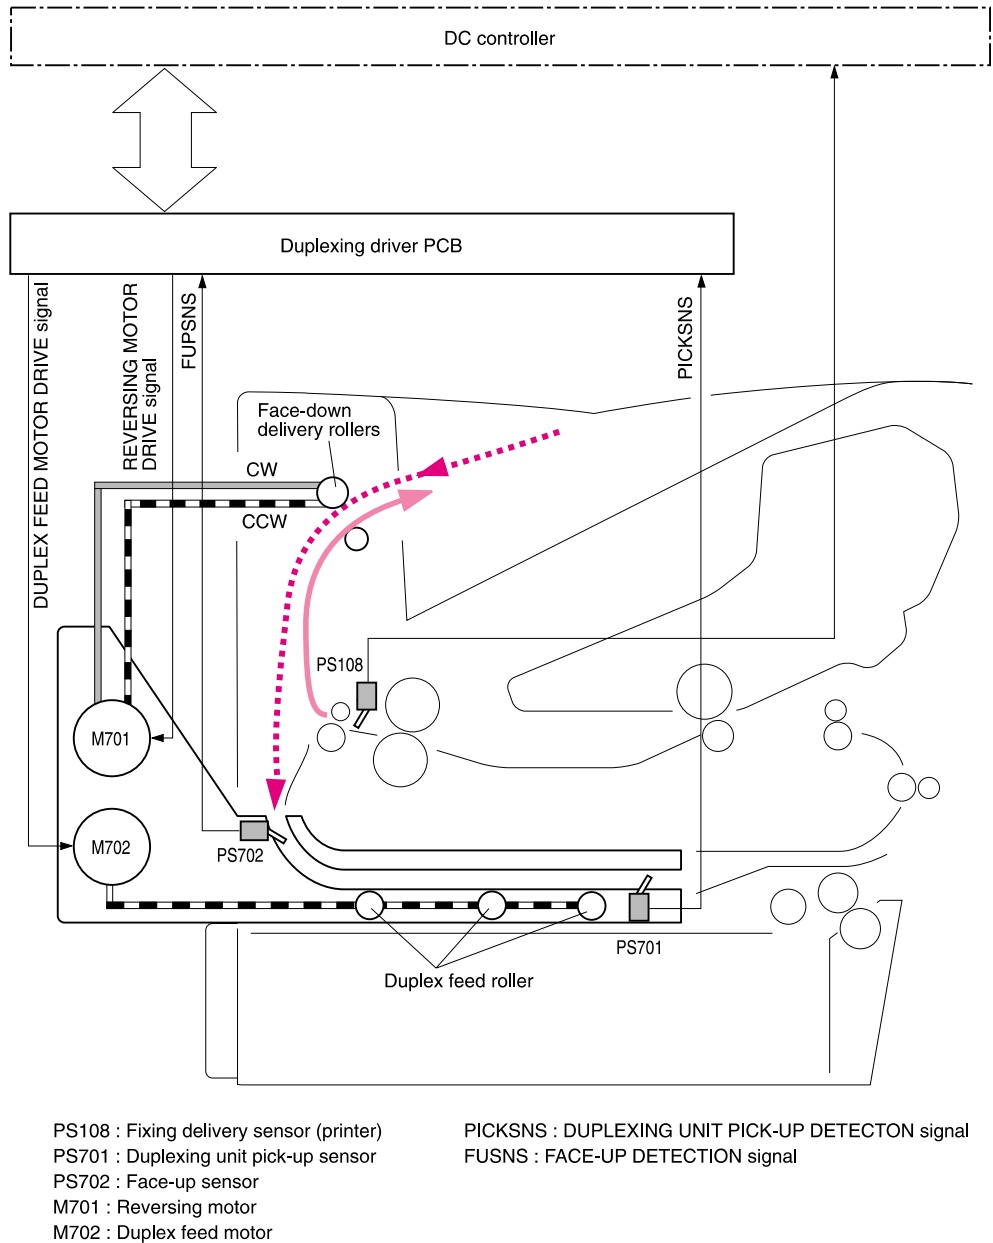 DC controller
Duplexing driver PCB
DUPLEX FEED MOTOR DRIVE signal
REVERSING MOTOR
DRIVE signal
FUPSNS
PICKSNS
Face-down
delivery rollers
CW
CCW
PS108
M701
M702
PS702
PS701
Duplex feed roller
PS108 : Fixing delivery sensor (printer)
PS701 : Duplexing unit pick-up sensor
PS702 : Face-up sensor
M701 : Reversing motor
M702 : Duplex feed motor
PICKSNS : DUPLEXING UNIT PICK-UP DETECTON signal
FUSNS : FACE-UP DETECTION signal